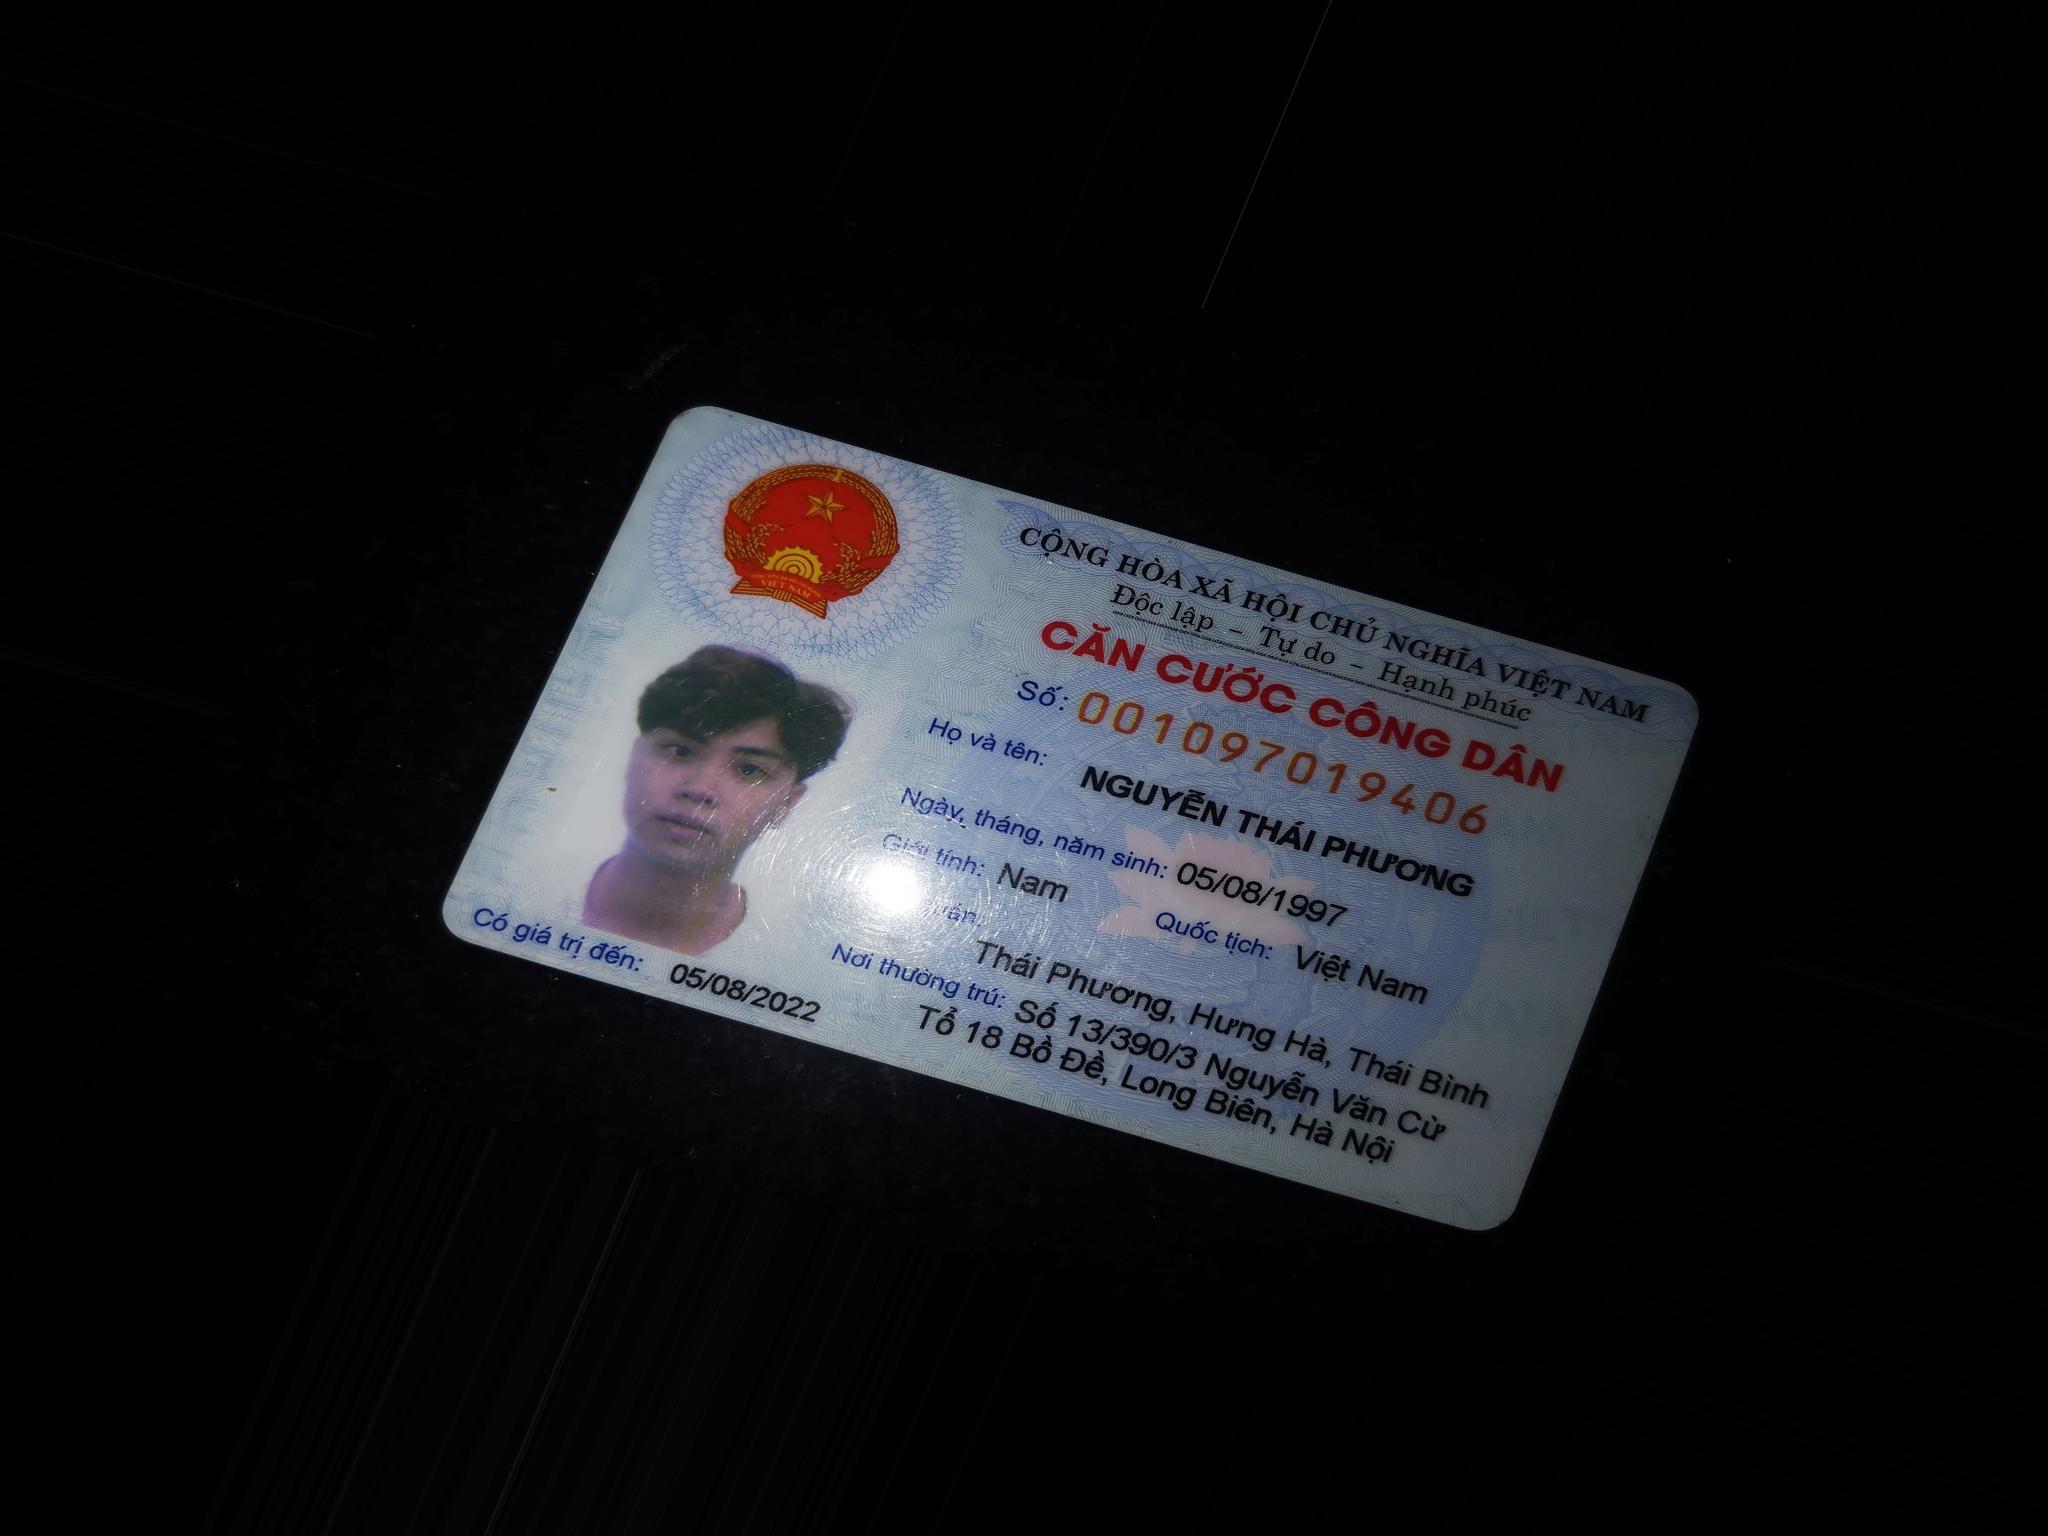 CỘNG HÒA XÃ HỘI CHỦ NGHĨA VIỆT NAM
Độc lập - Tự do - Hạnh phúc
CĂN CƯỚC CÔNG DÂN
Số: 001097019406
Họ và tên:
NGUYỄN THÁI PHƯƠNG
Ngày, tháng, năm sinh: 05/08/1997
Giới tính: Nam Quốc tịch: Việt Nam
Thái Phương, Hưng Hà, Thái Bình
Nơi thường trú: Số 13/390/3 Nguyễn Văn Cừ
Tổ 18 Bồ Đề, Long Biên, Hà Nội
Có giá trị đến: 05/08/2022
VIỆT NAM